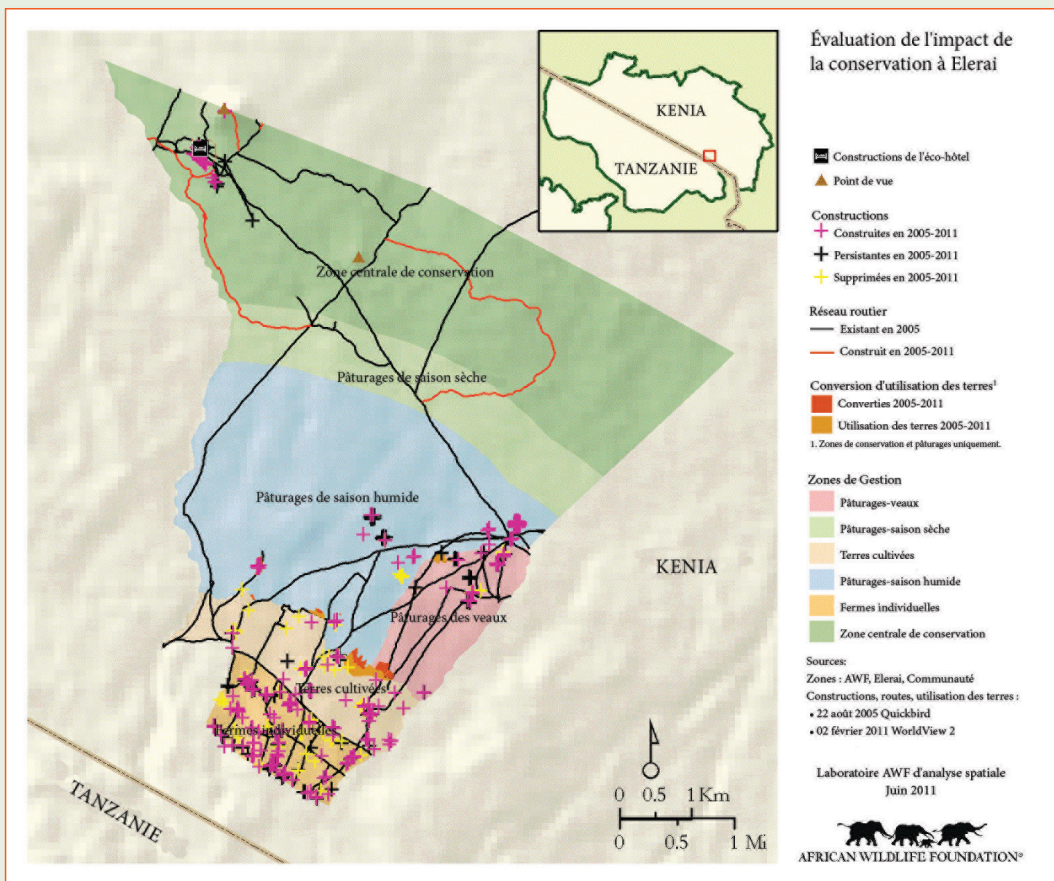 Évaluation de l'impact de
la conservation à Elerai
KENIA
TANZANIE
Constructions de l'éco-hôtel
Point de vue
Constructions
Construites en 2005-2011
Persistantes en 2005-2011
Supprimées en 2005-2011
Réseau routier
Existant en 2005
Construit en 2005-2011
Conversion d'utilisation des terres¹
Converties 2005-2011
Utilisation des terres 2005-2011
1. Zones de conservation et pâturages uniquement.
Zones de Gestion
Pâturages-veaux
Pâturages-saison sèche
Terres cultivées
Pâturages-saison humide
Fermes individuelles
Zone centrale de conservation
Sources:
Zones : AWF, Elerai, Communauté
Constructions, routes, utilisation des terres :
• 22 août 2005 Quickbird
• 02 février 2011 WorldView 2
Laboratoire AWF d'analyse spatiale
Juin 2011
AFRICAN WILDLIFE FOUNDATION®
Zone centrale de conservation
Pâturages de saison sèche
Pâturages de saison humide
KENIA
Pâturages des veaux
Terres cultivées
Fermes individuelles
TANZANIE
0 0.5 1 Km
0 0.5 1 Mi